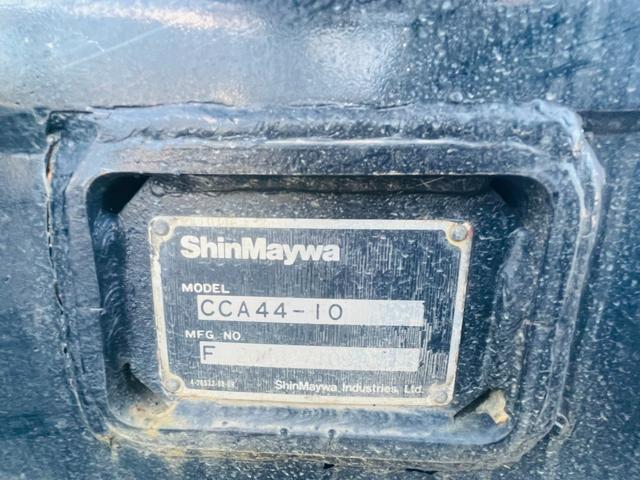 ShinMaywa
MODEL
CCA44-10
MFG. NO
F
ShinMaywa Industries, Ltd.